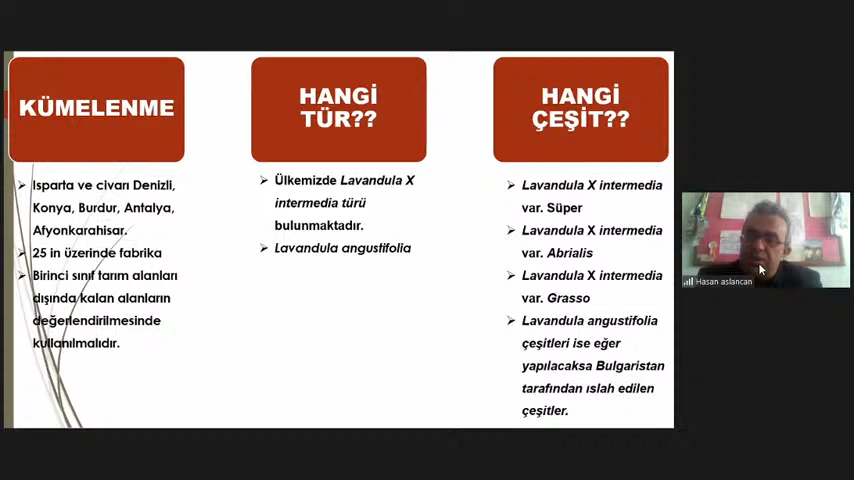 KÜMELENME
Isparta ve civarı Denizli,
Konya, Burdur, Antalya,
Afyonkarahisar.
25 in üzerinde fabrika
Birinci sınıf tarım alanları
dışında kalan alanların
değerlendirilmesinde
kullanılmalıdır.
HANGİ
TÜR??
Ülkemizde Lavandula X
intermedia türü
bulunmaktadır.
Lavandula angustifolia
HANGİ
ÇEŞİT??
Lavandula X intermedia
var. Süper
Lavandula X intermedia
var. Abrialis
Lavandula X intermedia
var. Grasso
Lavandula angustifolia
çeşitleri ise eğer
yapılacaksa Bulgaristan
tarafından ıslah edilen
çeşitler.
Hasan aslancan